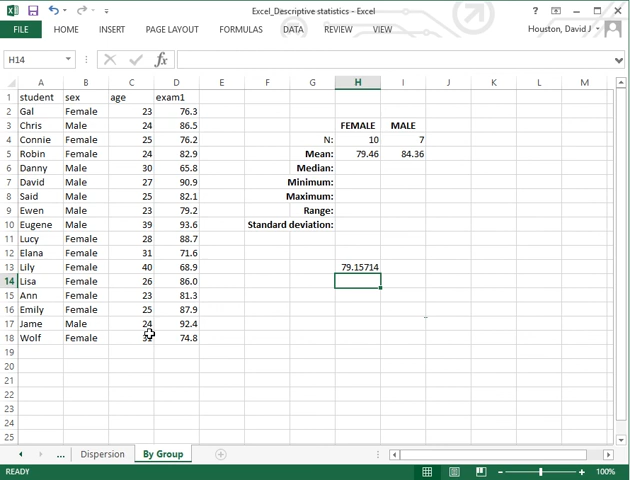 Excel_Descriptive statistics - Excel
FILE HOME INSERT PAGE LAYOUT FORMULAS DATA REVIEW VIEW Houston, David J
H14 fx
A B C D E F G H I J K L M
1 student sex age exam1
2 Gal Female 23 76.3
3 Chris Male 24 86.5 FEMALE MALE
4 Connie Female 25 76.2 N: 10 7
5 Robin Female 24 82.9 Mean: 79.46 84.36
6 Danny Male 30 65.8 Median:
7 David Male 27 90.9 Minimum:
8 Said Male 25 82.1 Maximum:
9 Ewen Male 23 79.2 Range:
10 Eugene Male 39 93.6 Standard deviation:
11 Lucy Female 28 88.7
12 Elana Female 31 71.6
13 Lily Female 40 68.9 79.15714
14 Lisa Female 26 86.0
15 Ann Female 23 81.3
16 Emily Female 25 87.9
17 Jame Male 24 92.4
18 Wolf Female 74.8
19
20
21
22
23
24
25
... Dispersion By Group
READY 100%